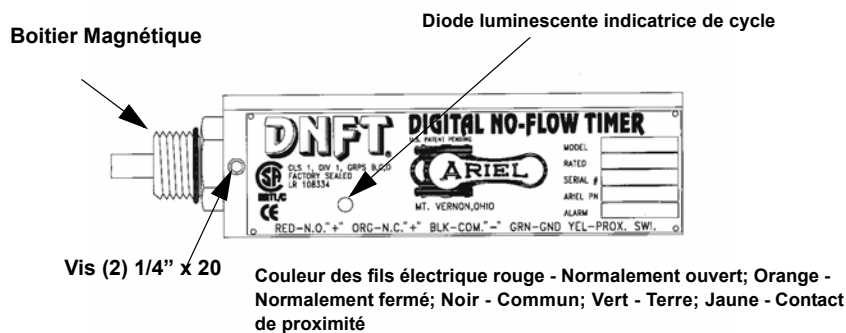 Diode luminescente indicatrice de cycle
Boitier Magnétique
DNFT®
DIGITAL NO-FLOW TIMER
U.S. PATENT PENDING
CLS 1, DIV 1, GRPS B,C,D
FACTORY SEALED
LR 108334
SA
NRTL/C
CE
ARIEL
MT. VERNON, OHIO
MODEL
RATED
SERIAL #
ARIEL PN
ALARM
RED-N.O."+" ORG-N.C."+" BLK-COM."-" GRN-GND YEL-PROX. SWI.
Vis (2) 1/4” x 20
Couleur des fils électrique rouge - Normalement ouvert; Orange -
Normalement fermé; Noir - Commun; Vert - Terre; Jaune - Contact
de proximité